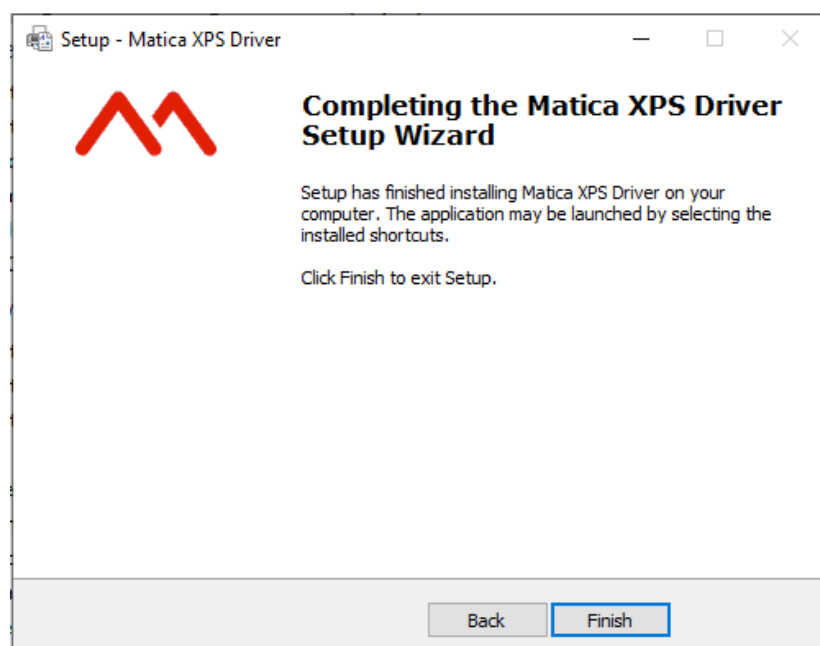 Setup - Matica XPS Driver
Completing the Matica XPS Driver
Setup Wizard
Setup has finished installing Matica XPS Driver on your
computer. The application may be launched by selecting the
installed shortcuts.
Click Finish to exit Setup.
Back
Finish